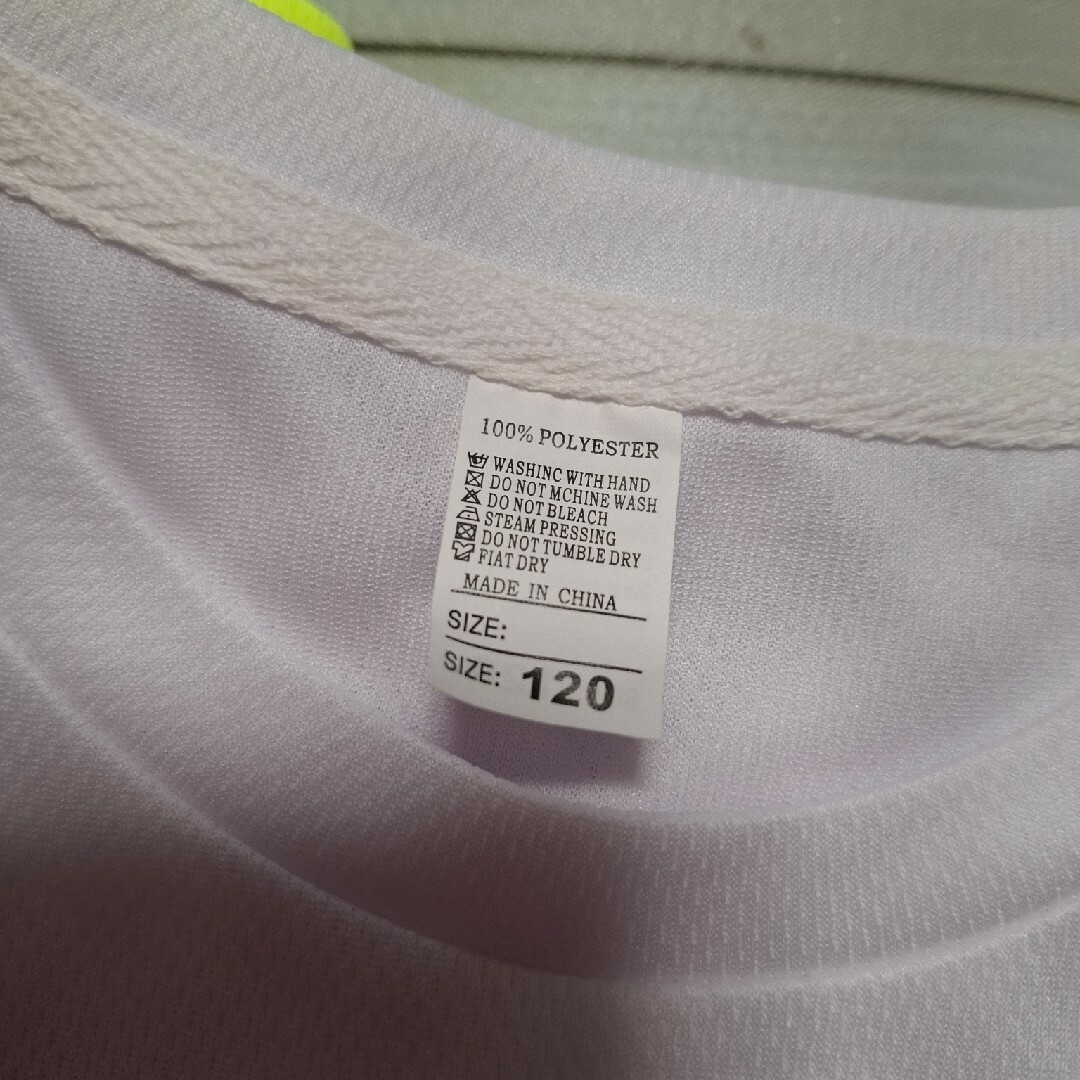 100% POLYESTER
WASHINC WITH HAND
DO NOT MCHINE WASH
DO NOT BLEACH
STEAM PRESSING
DO NOT TUMBLE DRY
FIAT DRY
MADE IN CHINA
SIZE:
SIZE: 120